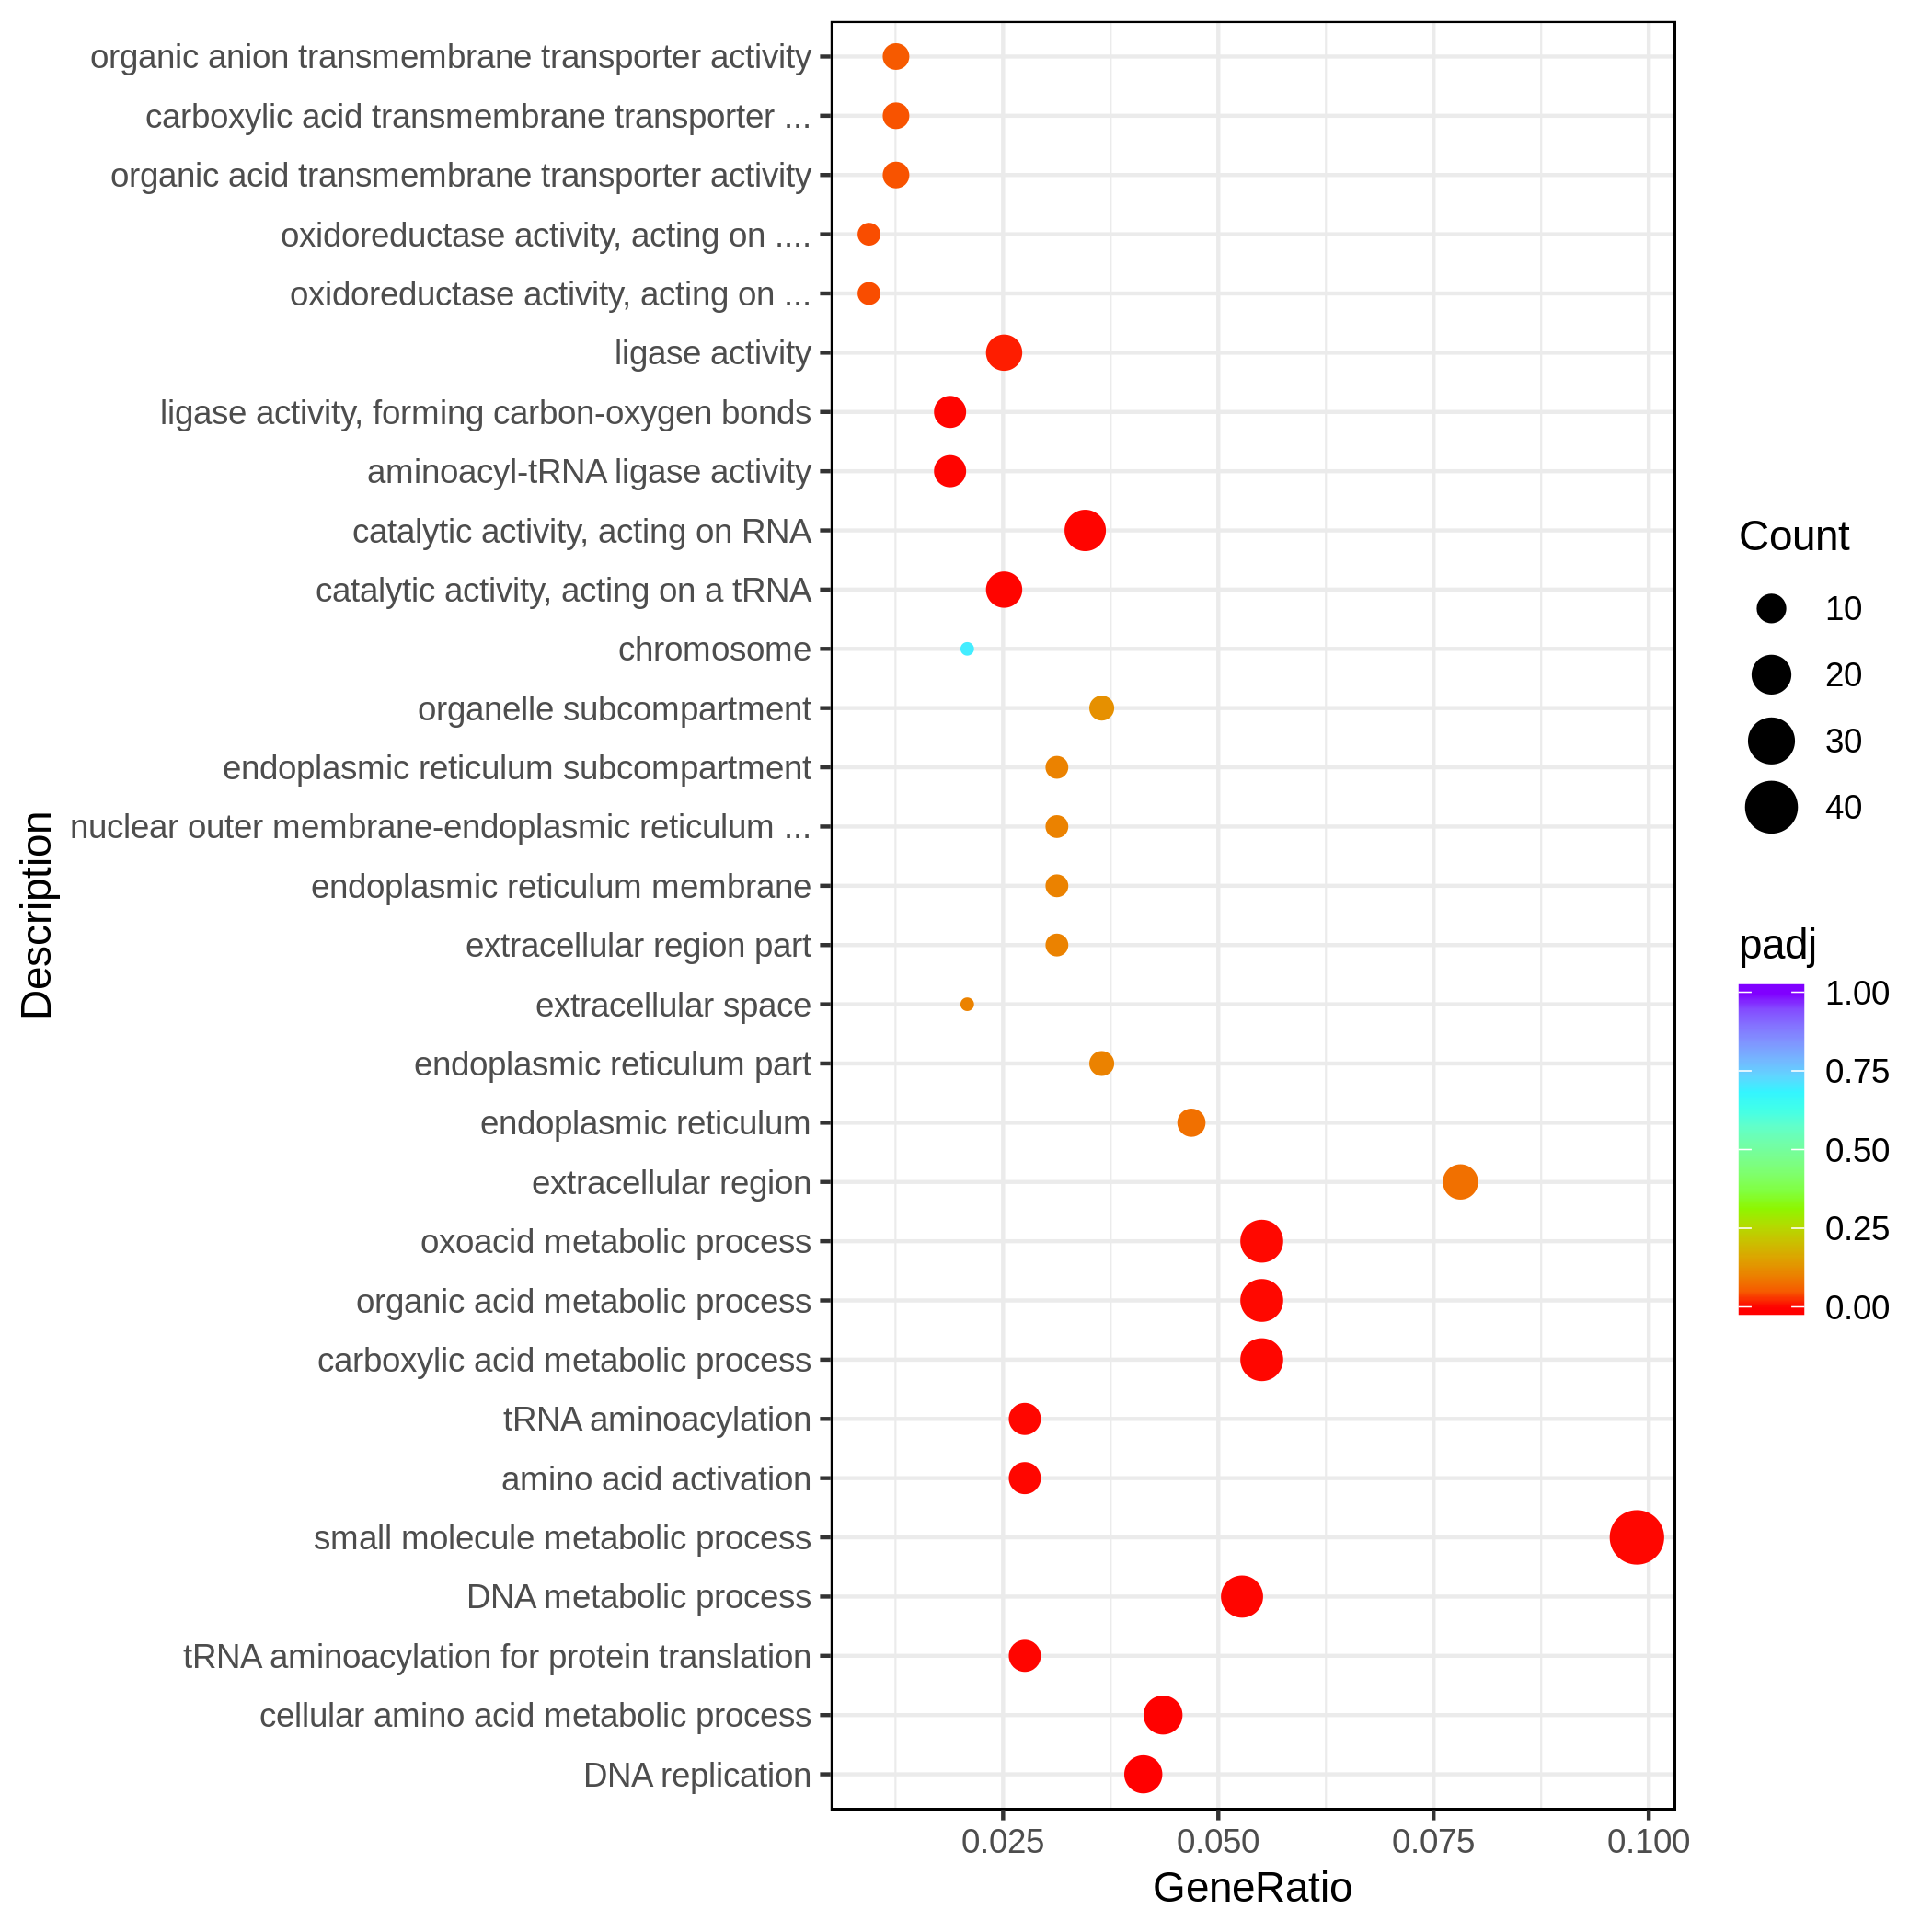 organic anion transmembrane transporter activity
carboxylic acid transmembrane transporter ...
organic acid transmembrane transporter activity
oxidoreductase activity, acting on ....
oxidoreductase activity, acting on ...
ligase activity
ligase activity, forming carbon-oxygen bonds
aminoacyl-tRNA ligase activity
catalytic activity, acting on RNA
catalytic activity, acting on a tRNA
chromosome
organelle subcompartment
endoplasmic reticulum subcompartment
nuclear outer membrane-endoplasmic reticulum ...
endoplasmic reticulum membrane
extracellular region part
extracellular space
endoplasmic reticulum part
endoplasmic reticulum
extracellular region
oxoacid metabolic process
organic acid metabolic process
carboxylic acid metabolic process
tRNA aminoacylation
amino acid activation
small molecule metabolic process
DNA metabolic process
tRNA aminoacylation for protein translation
cellular amino acid metabolic process
DNA replication
Description
0.025 0.050 0.075 0.100
GeneRatio
Count
10
20
30
40
padj
1.00
0.75
0.50
0.25
0.00